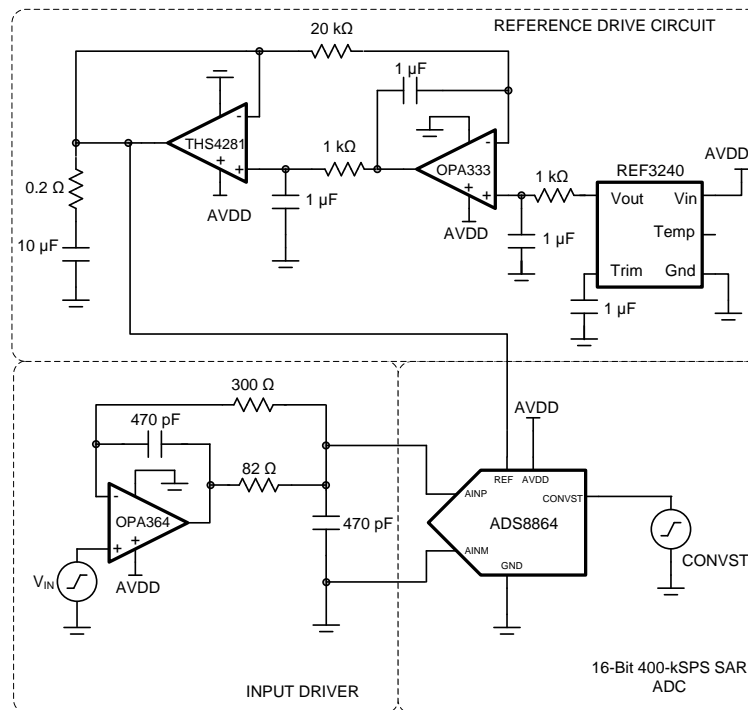 REFERENCE DRIVE CIRCUIT
20 kΩ
1 µF
-
THS4281
+
+
AVDD
1 kΩ
1 µF
-
OPA333
+
+
AVDD
1 kΩ
1 µF
REF3240
Vout
Vin
Temp
Trim
Gnd
AVDD
1 µF
0.2 Ω
10 µF
300 Ω
470 pF
82 Ω
-
OPA364
+
+
AVDD
VIN
470 pF
INPUT DRIVER
AVDD
REF
AVDD
AINP
CONVST
ADS8864
AINM
GND
CONVST
16-Bit 400-kSPS SAR
ADC